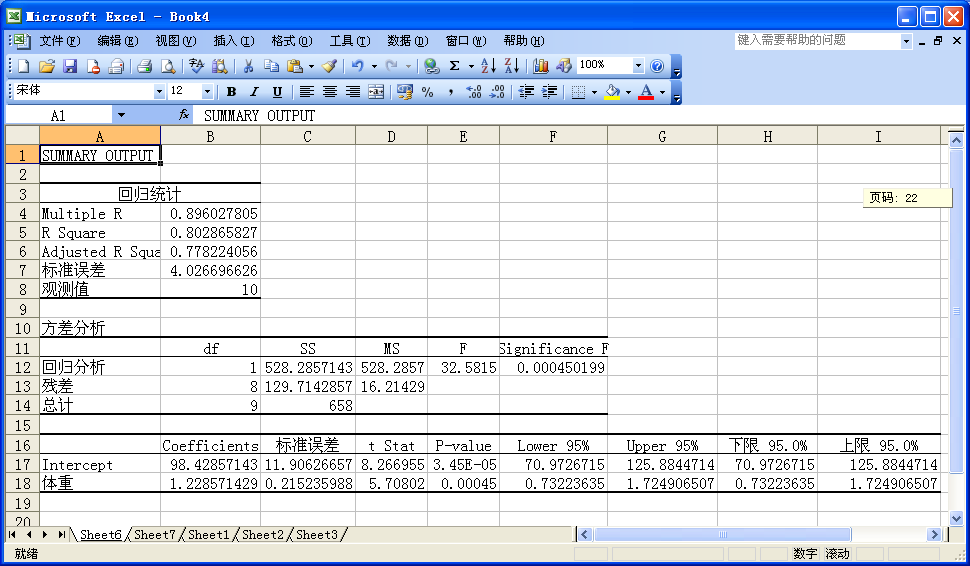 Microsoft Excel - Book4
文件(F) 编辑(E) 视图(V) 插入(I) 格式(O) 工具(T) 数据(D) 窗口(W) 帮助(H) 键入需要帮助的问题
100%
宋体 12 B I U
A1 fx SUMMARY OUTPUT
A B C D E F G H I
1 SUMMARY OUTPUT
2
3 回归统计
页码: 22
4 Multiple R 0.896027805
5 R Square 0.802865827
6 Adjusted R Squa 0.778224056
7 标准误差 4.026696626
8 观测值 10
9
10 方差分析
11 df SS MS F Significance F
12 回归分析 1 528.2857143 528.2857 32.5815 0.000450199
13 残差 8 129.7142857 16.21429
14 总计 9 658
15
16 Coefficients 标准误差 t Stat P-value Lower 95% Upper 95% 下限 95.0% 上限 95.0%
17 Intercept 98.42857143 11.90626657 8.266955 3.45E-05 70.9726715 125.8844714 70.9726715 125.8844714
18 体重 1.228571429 0.215235988 5.70802 0.00045 0.73223635 1.724906507 0.73223635 1.724906507
19
20
Sheet6 Sheet7 Sheet1 Sheet2 Sheet3
就绪 数字 滚动